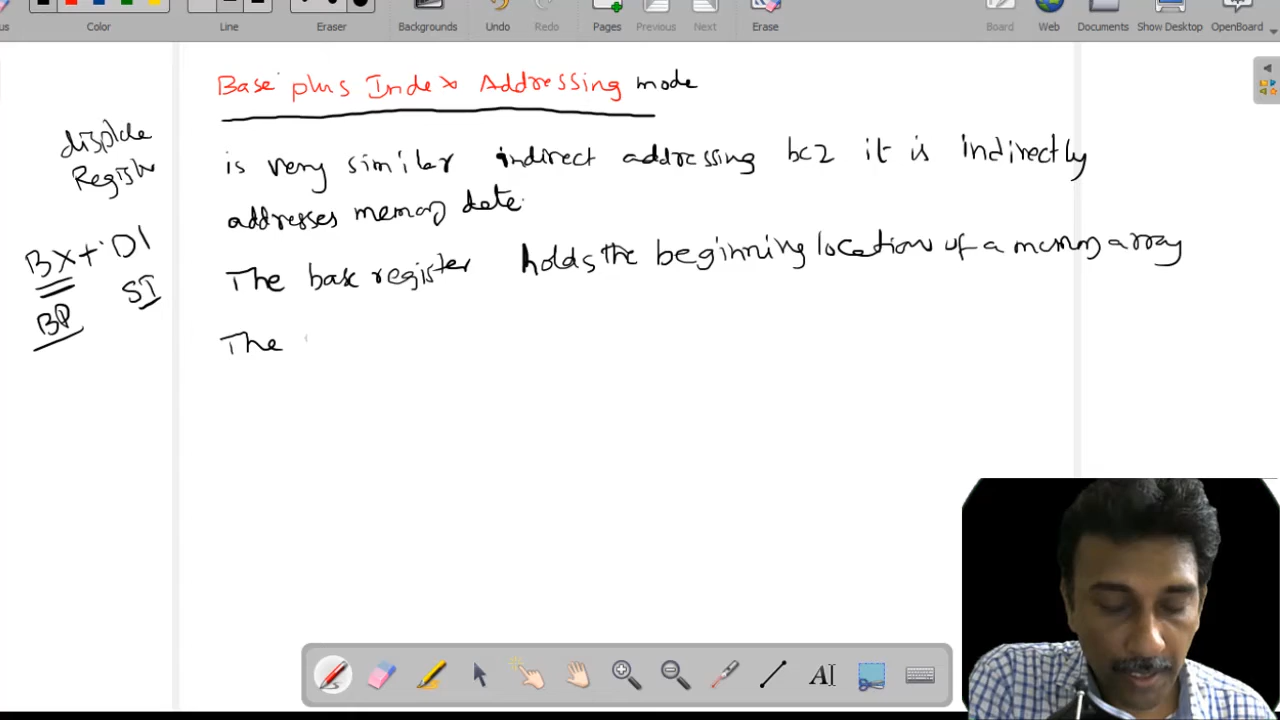 Color
Line
Eraser
Backgrounds
Undo
Redo
Pages
Previous
Next
Erase
Board
Web
Documents
Show Desktop
OpenBoard
Base plus Index Addressing mode
is very similar indirect addressing bcz it is indirectly
addresses memory data
The base register holds the beginning location of a memory array
The
Register
BX+DI
SI
BP
AI